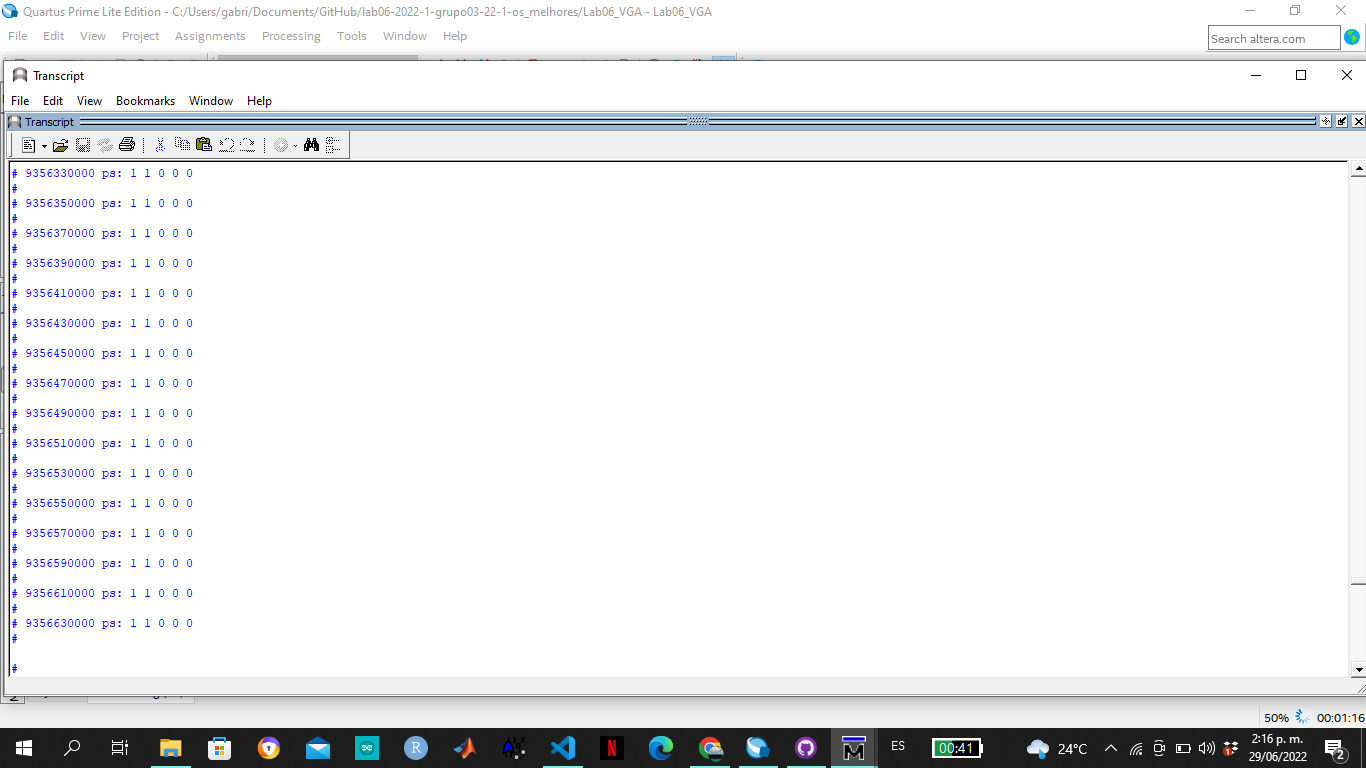 Quartus Prime Lite Edition - C:/Users/gabri/Documents/GitHub/lab06-2022-1-grupo03-22-1-os_melhores/Lab06_VGA - Lab06_VGA
File Edit View Project Assignments Processing Tools Window Help
Search altera.com
Transcript
File Edit View Bookmarks Window Help
Transcript
# 9356330000 ps: 1 1 0 0 0
#
# 9356350000 ps: 1 1 0 0 0
#
# 9356370000 ps: 1 1 0 0 0
#
# 9356390000 ps: 1 1 0 0 0
#
# 9356410000 ps: 1 1 0 0 0
#
# 9356430000 ps: 1 1 0 0 0
#
# 9356450000 ps: 1 1 0 0 0
#
# 9356470000 ps: 1 1 0 0 0
#
# 9356490000 ps: 1 1 0 0 0
#
# 9356510000 ps: 1 1 0 0 0
#
# 9356530000 ps: 1 1 0 0 0
#
# 9356550000 ps: 1 1 0 0 0
#
# 9356570000 ps: 1 1 0 0 0
#
# 9356590000 ps: 1 1 0 0 0
#
# 9356610000 ps: 1 1 0 0 0
#
# 9356630000 ps: 1 1 0 0 0
#
#
50% 00:01:16
ES
00:41
24°C
2:16 p. m.
29/06/2022
2